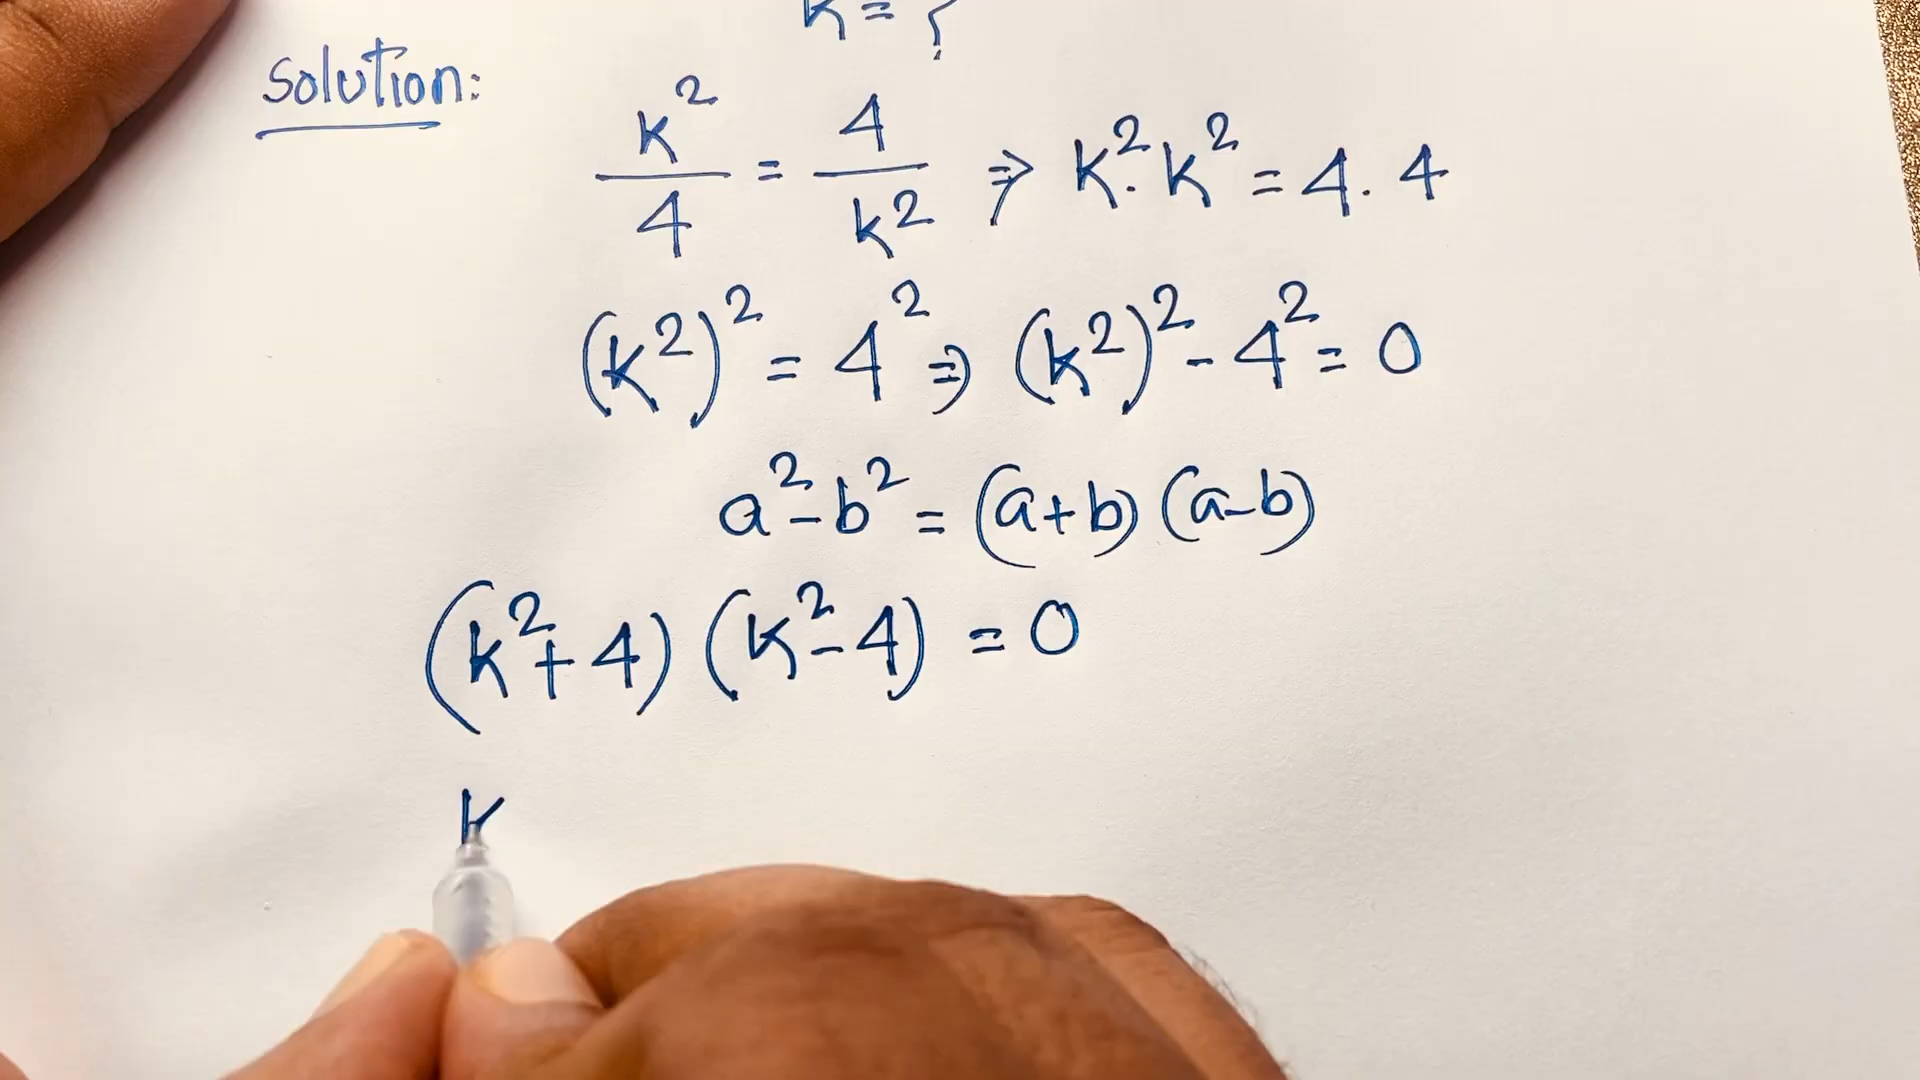 k = ?
Solution:
k²/4 = 4/k² ⇒ k².k² = 4.4
(k²)² = 4² ⇒ (k²)² - 4² = 0
a² - b² = (a+b) (a-b)
(k²+4) (k²-4) = 0
k